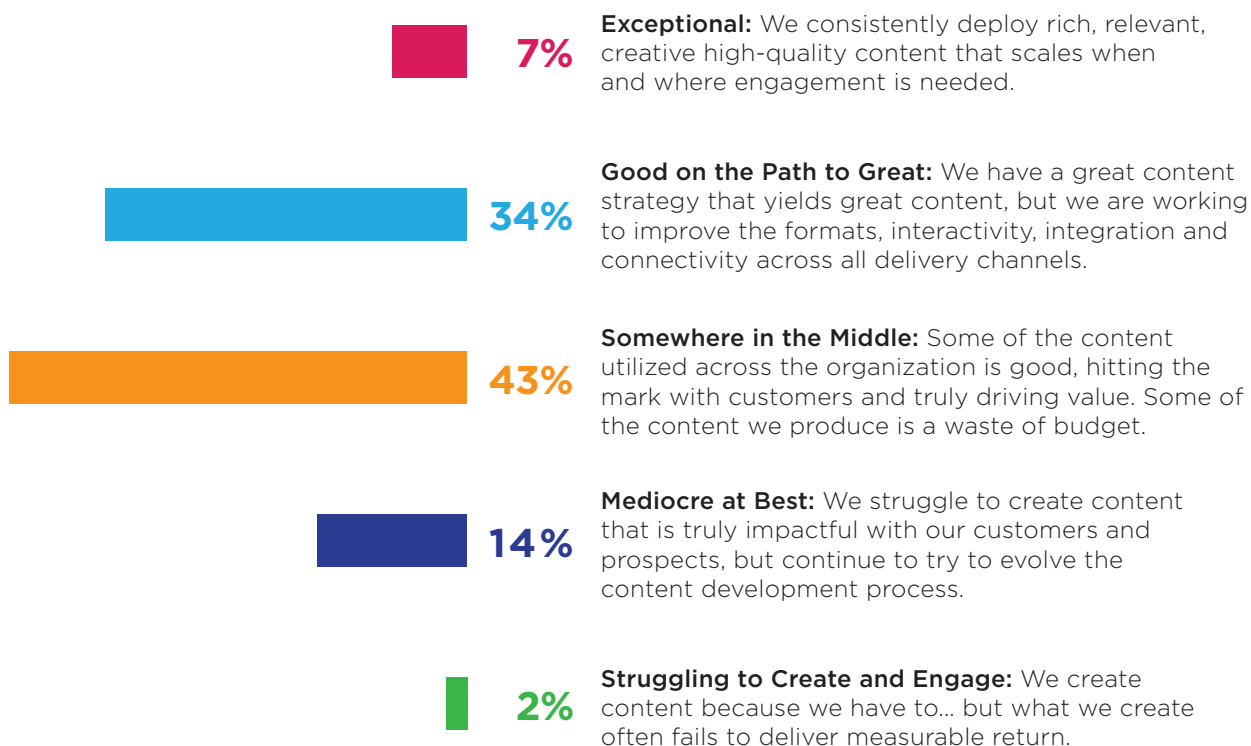 7%
Exceptional: We consistently deploy rich, relevant,
creative high-quality content that scales when
and where engagement is needed.
34%
Good on the Path to Great: We have a great content
strategy that yields great content, but we are working
to improve the formats, interactivity, integration and
connectivity across all delivery channels.
43%
Somewhere in the Middle: Some of the content
utilized across the organization is good, hitting the
mark with customers and truly driving value. Some of
the content we produce is a waste of budget.
14%
Mediocre at Best: We struggle to create content
that is truly impactful with our customers and
prospects, but continue to try to evolve the
content development process.
2%
Struggling to Create and Engage: We create
content because we have to... but what we create
often fails to deliver measurable return.